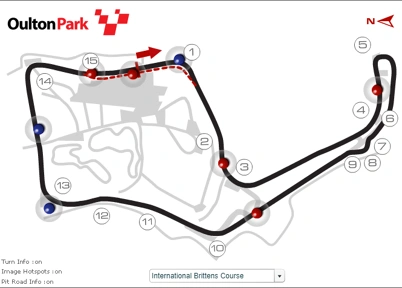 OultonPark
N
1
15
5
14
2
3
4
6
7
8
9
13
12
11
10
Turn Info :on
Image Hotspots :on
Pit Road Info :on
International Brittens Course